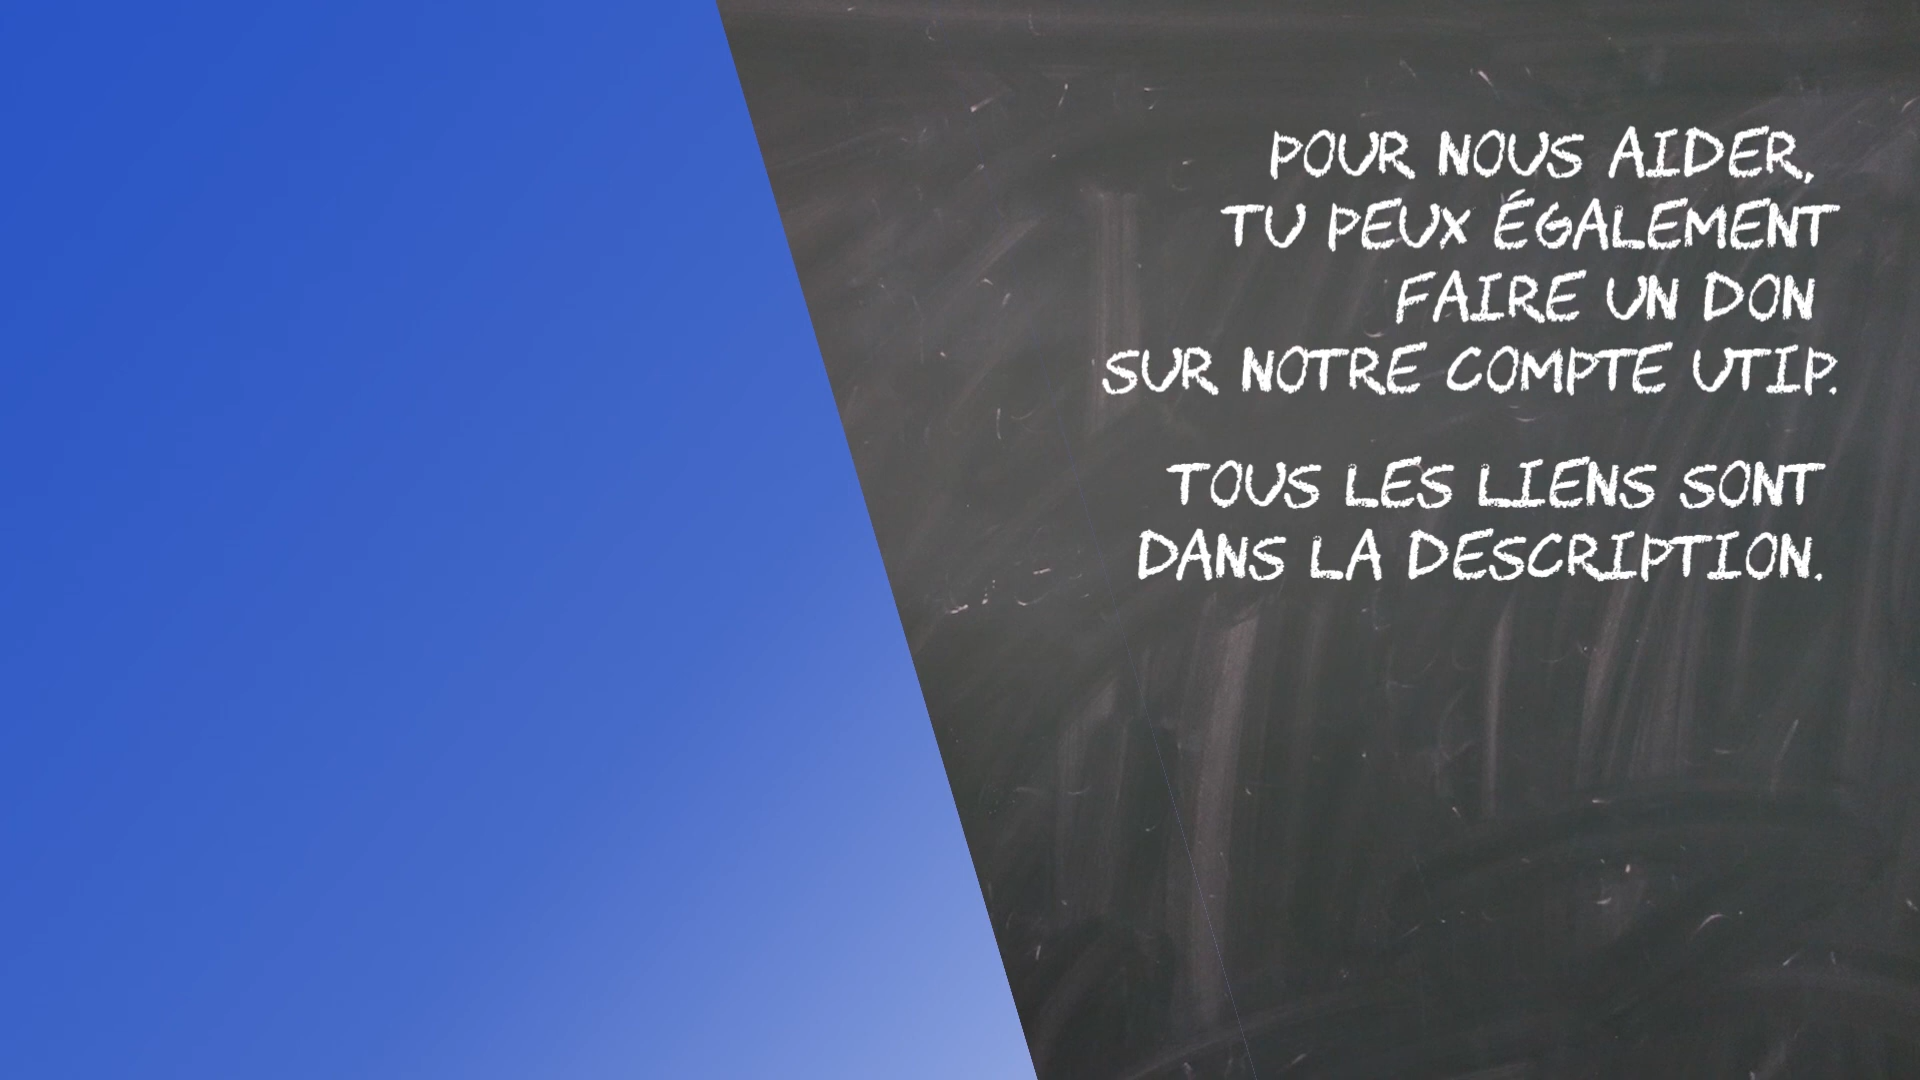 POUR NOUS AIDER,
TU PEUX ÉGALEMENT
FAIRE UN DON
SUR NOTRE COMPTE UTIP.
TOUS LES LIENS SONT
DANS LA DESCRIPTION.